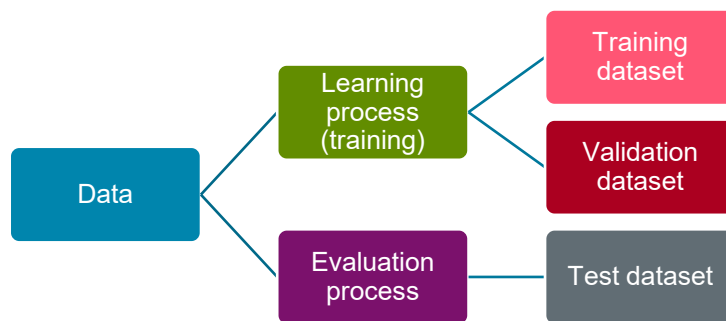 Data
Learning
process
(training)
Evaluation
process
Training
dataset
Validation
dataset
Test dataset